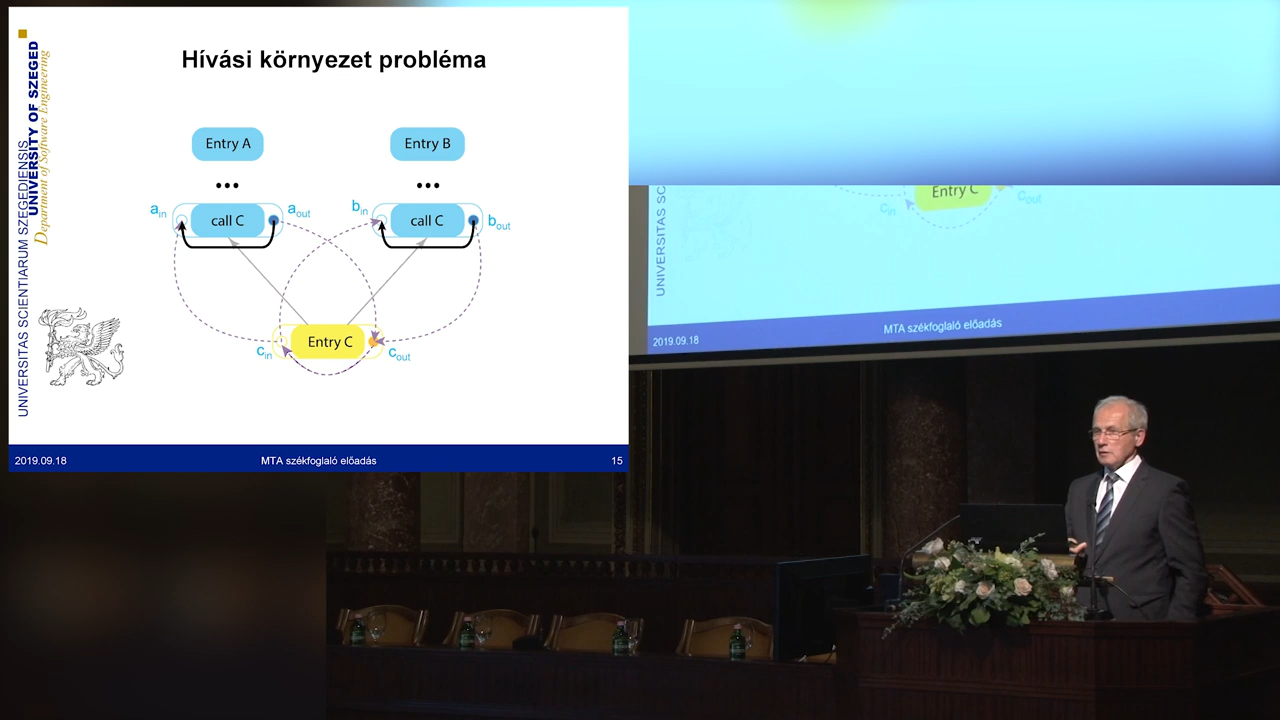 Hívási környezet probléma
UNIVERSITAS SCIENTIARUM SZEGEDIENSIS
UNIVERSITY OF SZEGED
Department of Software Engineering
Entry A
Entry B
•••
•••
a_in
call C
a_out
b_in
call C
b_out
c_in
Entry C
c_out
2019.09.18
MTA székfoglaló előadás
15
Entry C
c_in
c_out
UNIVERSITAS SC
2019.09.18
MTA székfoglaló előadás